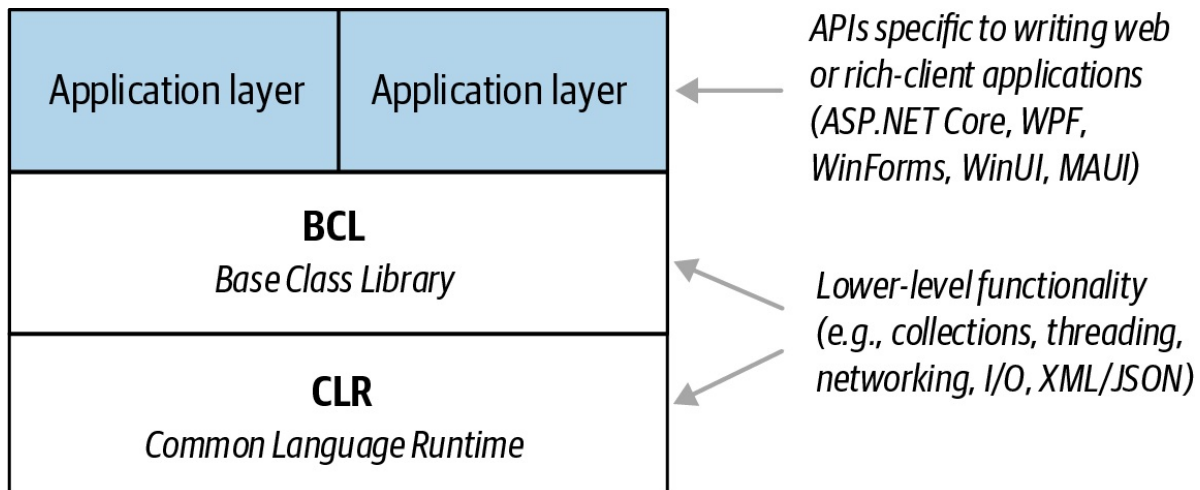 Application layer
Application layer
APIs specific to writing web
or rich-client applications
(ASP.NET Core, WPF,
WinForms, WinUI, MAUI)
BCL
Base Class Library
Lower-level functionality
(e.g., collections, threading,
networking, I/O, XML/JSON)
CLR
Common Language Runtime